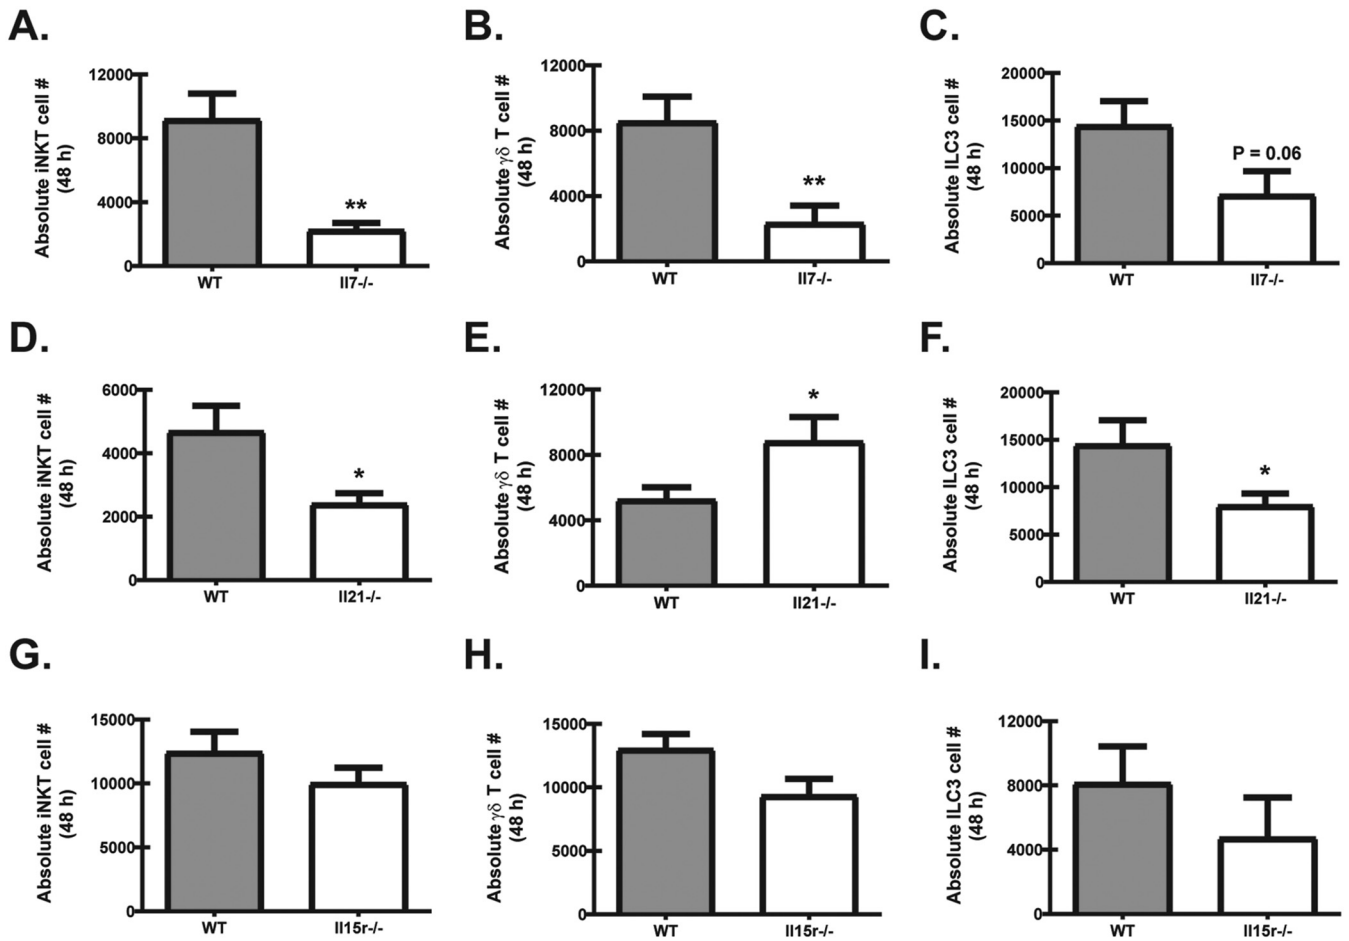 A.
Absolute iNKT cell #
(48 h)
12000
8000
4000
0
**
WT
Il7-/-
B.
Absolute γδ T cell #
(48 h)
12000
8000
4000
0
**
WT
Il7-/-
C.
Absolute ILC3 cell #
(48 h)
20000
15000
10000
5000
0
P = 0.06
WT
Il7-/-
D.
Absolute iNKT cell #
(48 h)
6000
4000
2000
0
*
WT
Il21-/-
E.
Absolute γδ T cell #
(48 h)
12000
8000
4000
0
*
WT
Il21-/-
F.
Absolute ILC3 cell #
(48 h)
20000
15000
10000
5000
0
*
WT
Il21-/-
G.
Absolute iNKT cell #
(48 h)
15000
10000
5000
0
WT
Il15r-/-
H.
Absolute γδ T cell #
(48 h)
15000
10000
5000
0
WT
Il15r-/-
I.
Absolute ILC3 cell #
(48 h)
12000
8000
4000
0
WT
Il15r-/-